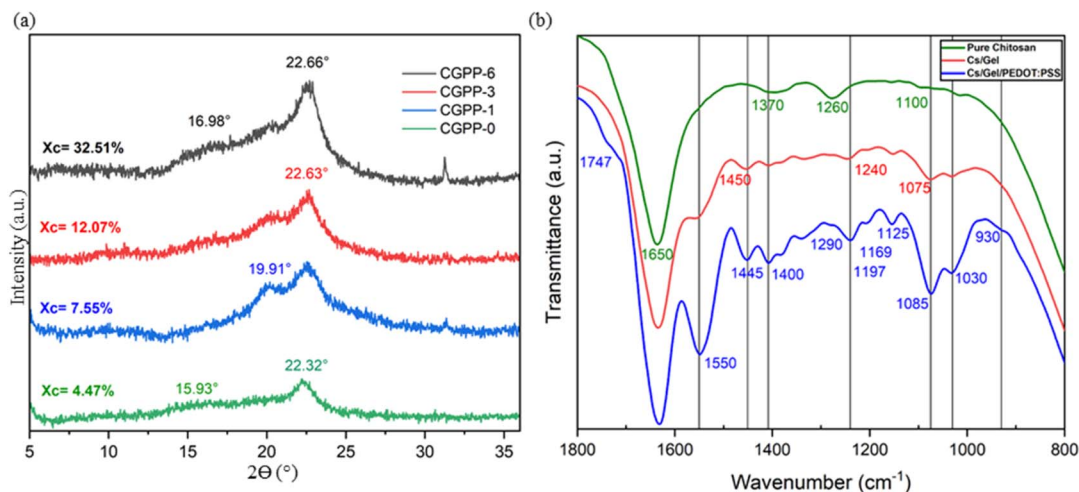 (a)
22.66°
CGPP-6
CGPP-3
CGPP-1
CGPP-0
16.98°
Xc= 32.51%
22.63°
Xc= 12.07%
19.91°
Xc= 7.55%
22.32°
Xc= 4.47%
15.93°
Intensity (a.u.)
5
10
15
20
25
30
35
2Θ (°)
(b)
Pure Chitosan
Cs/Gel
Cs/Gel/PEDOT:PSS
1370
1260
1100
1747
1450
1240
1075
1650
1290
1125
930
1445
1400
1169
1197
1030
1085
1550
Transmittance (a.u.)
1800
1600
1400
1200
1000
800
Wavenumber (cm⁻¹)